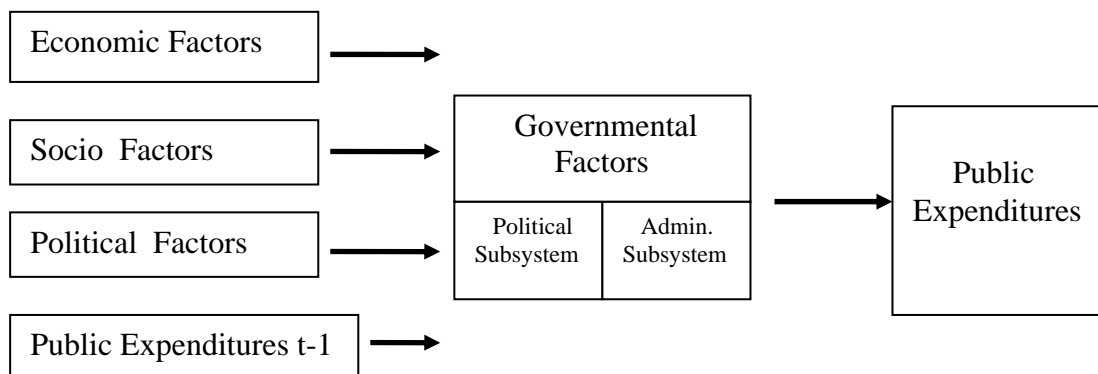 Economic Factors
Socio Factors
Political Factors
Public Expenditures t-1
Governmental
Factors
Political
Subsystem
Admin.
Subsystem
Public
Expenditures